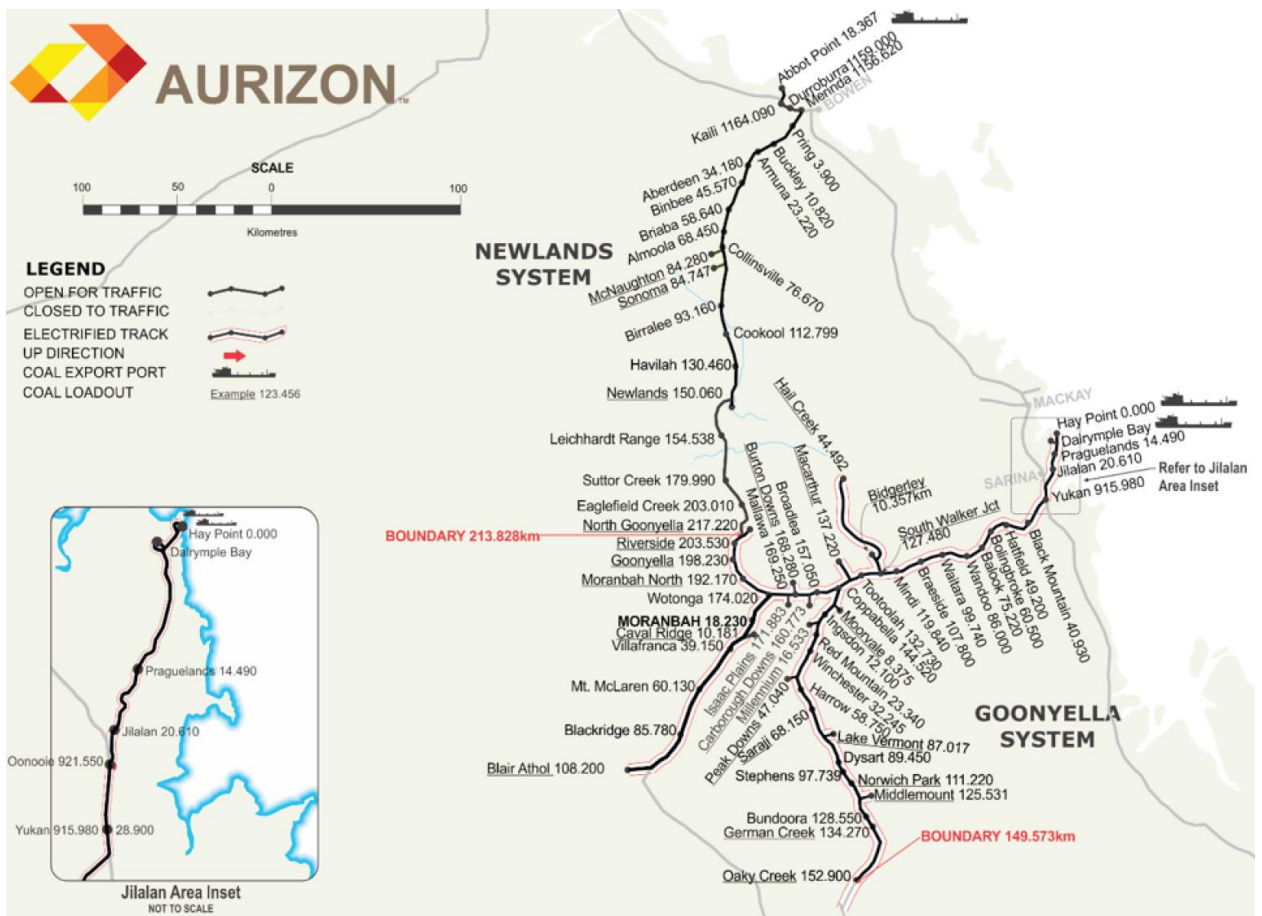 AURIZON
TM
SCALE
100 50 0 100
Kilometres
LEGEND
OPEN FOR TRAFFIC
CLOSED TO TRAFFIC
ELECTRIFIED TRACK
UP DIRECTION
COAL EXPORT PORT
COAL LOADOUT Example 123.456
NEWLANDS
SYSTEM
Abbot Point 18.367
Durroburra 1159.000
Merinda 1156.620
BOWEN
Kaili 1164.090
Pring 3.900
Buckley 10.820
Armuna 23.220
Aberdeen 34.180
Binbee 45.570
Briaba 58.640
Almoola 68.450
Collinsville 76.670
McNaughton 84.280
Sonoma 84.747
Birralee 93.160
Cookool 112.799
Havilah 130.460
Newlands 150.060
Leichhardt Range 154.538
Suttor Creek 179.990
Eaglefield Creek 203.010
North Goonyella 217.220
BOUNDARY 213.828km
Riverside 203.530
Goonyella 198.230
Moranbah North 192.170
Wotonga 174.020
MORANBAH 18.230
Caval Ridge 10.181
Villafranca 39.150
Mt. McLaren 60.130
Blackridge 85.780
Blair Athol 108.200
Mallawa 169.250
Burton Downs 168.280
Broadlea 157.050
Macarthur 137.220
Hail Creek 44.492
Bidgerley
10.357km
South Walker Jct
127.480
MACKAY
Hay Point 0.000
Dalrymple Bay
Praguelands 14.490
Jilalan 20.610
SARINA
Yukan 915.980
Refer to Jilalan
Area Inset
Black Mountain 40.930
Hatfield 49.200
Bolingbroke 60.500
Balook 75.220
Wandoo 86.000
Waitara 99.740
Braeside 107.800
Mindi 119.840
Tootoolah 132.730
Coppabella 144.520
Moorvale 8.375
Ingsdon 12.100
Red Mountain 23.340
Winchester 32.245
Harrow 58.750
Isaac Plains 171.883
Carborough Downs 160.773
Millennium 16.533
Peak Downs 47.040
Saraji 68.150
Lake Vermont 87.017
Dysart 89.450
Stephens 97.739
Norwich Park 111.220
Middlemount 125.531
Bundoora 128.550
German Creek 134.270
BOUNDARY 149.573km
Oaky Creek 152.900
GOONYELLA
SYSTEM
Hay Point 0.000
Dalrymple Bay
Praguelands 14.490
Jilalan 20.610
Oonooie 921.550
Yukan 915.980 28.900
Jilalan Area Inset
NOT TO SCALE